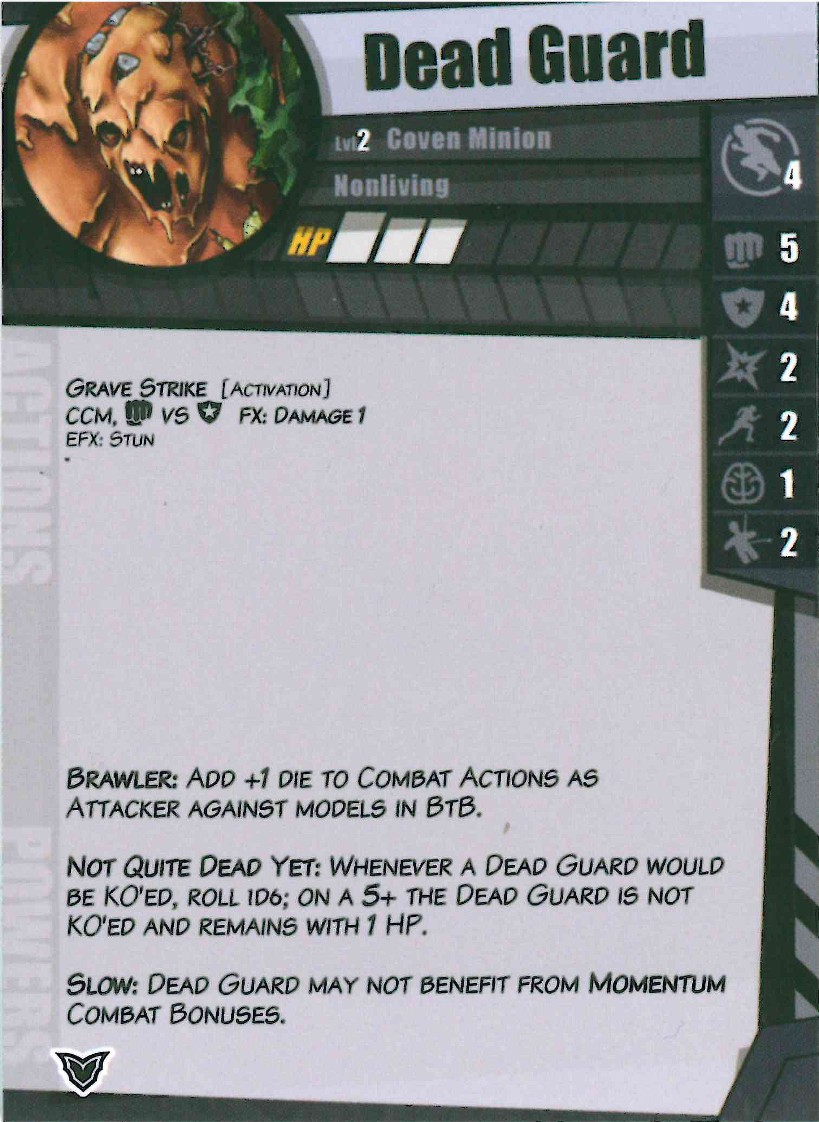 Dead Guard
Lvl 2 Coven Minion
Nonliving
HP
4
5
4
2
2
1
2
ACTIONS
Grave Strike [Activation]
CCM, VS FX: Damage 1
EFX: Stun
POWERS
Brawler: Add +1 die to Combat Actions as
Attacker against models in BtB.
Not Quite Dead Yet: Whenever a Dead Guard would
be KO'ed, roll 1D6; on a 5+ the Dead Guard is not
KO'ed and remains with 1 HP.
Slow: Dead Guard may not benefit from Momentum
Combat Bonuses.